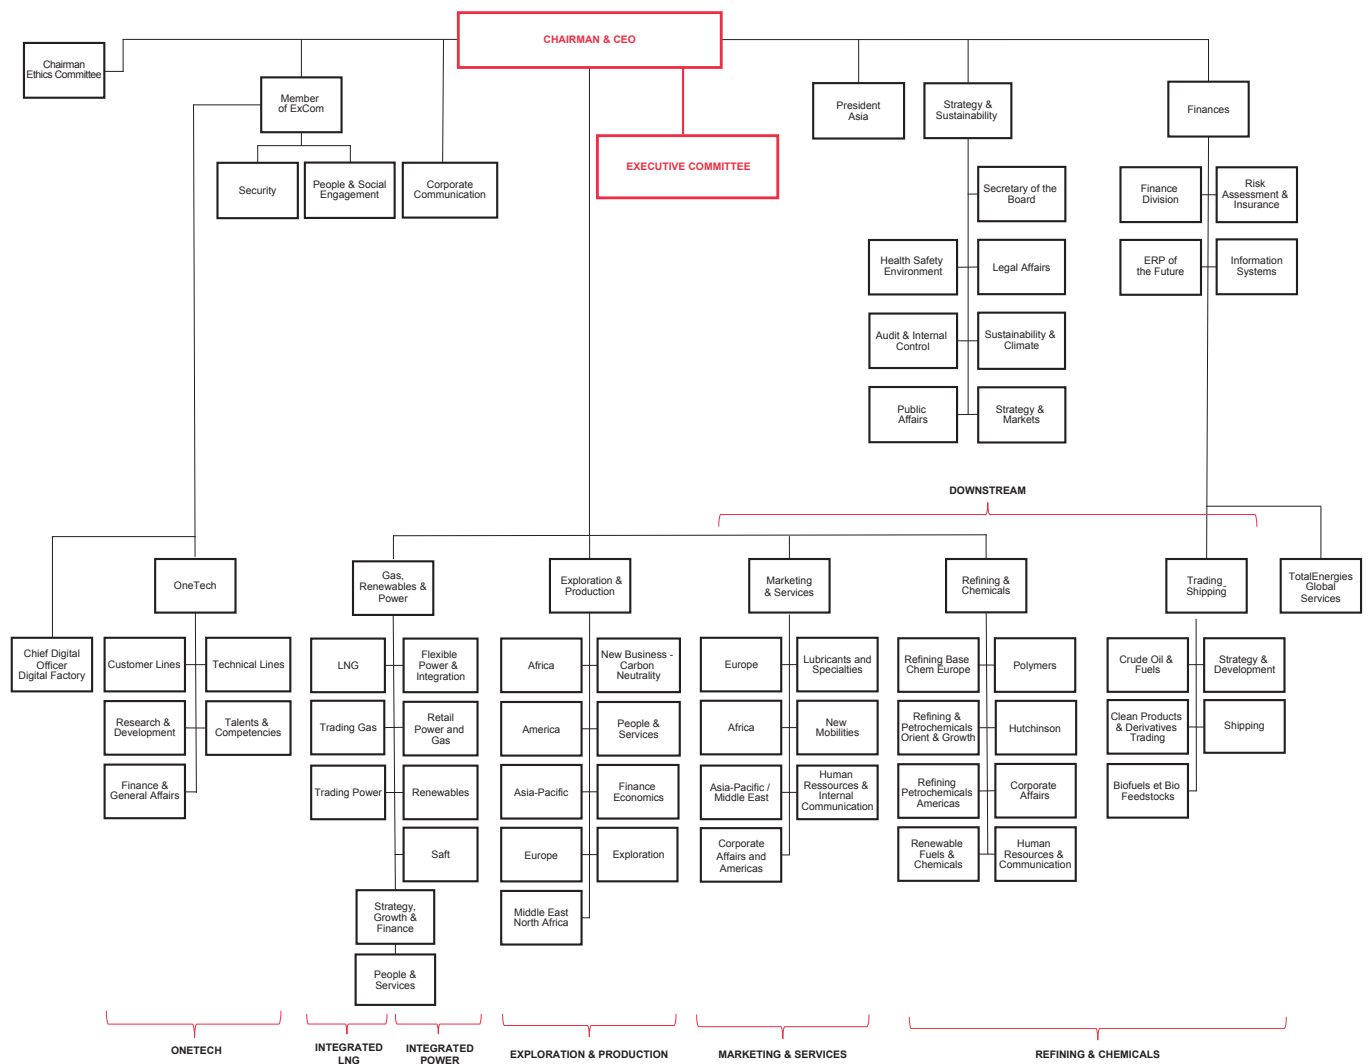 CHAIRMAN & CEO
Chairman
Ethics Committee
Member
of ExCom
President
Asia
Strategy &
Sustainability
Finances
EXECUTIVE COMMITTEE
Security
People & Social
Engagement
Corporate
Communication
Secretary of the
Board
Finance
Division
Risk
Assessment &
Insurance
Health Safety
Environment
Legal Affairs
ERP of
the Future
Information
Systems
Audit & Internal
Control
Sustainability &
Climate
Public
Affairs
Strategy &
Markets
DOWNSTREAM
OneTech
Gas,
Renewables &
Power
Exploration &
Production
Marketing
& Services
Refining &
Chemicals
Trading-
Shipping
TotalEnergies
Global
Services
Chief Digital
Officer
Digital Factory
Customer Lines
Technical Lines
LNG
Flexible
Power &
Integration
Africa
New Business -
Carbon
Neutrality
Europe
Lubricants and
Specialties
Refining Base
Chem Europe
Polymers
Crude Oil &
Fuels
Strategy &
Development
Research &
Development
Talents &
Competencies
Trading Gas
Retail
Power and
Gas
America
People &
Services
Africa
New
Mobilities
Refining &
Petrochemicals
Orient & Growth
Hutchinson
Clean Products
& Derivatives
Trading
Shipping
Finance &
General Affairs
Trading Power
Renewables
Asia-Pacific
Finance
Economics
Asia-Pacific /
Middle East
Human
Ressources &
Internal
Communication
Refining
Petrochemicals
Americas
Corporate
Affairs
Biofuels et Bio
Feedstocks
Saft
Europe
Exploration
Corporate
Affairs and
Americas
Renewable
Fuels &
Chemicals
Human
Resources &
Communication
Strategy,
Growth &
Finance
Middle East
North Africa
People &
Services
ONETECH
INTEGRATED
LNG
INTEGRATED
POWER
EXPLORATION & PRODUCTION
MARKETING & SERVICES
REFINING & CHEMICALS